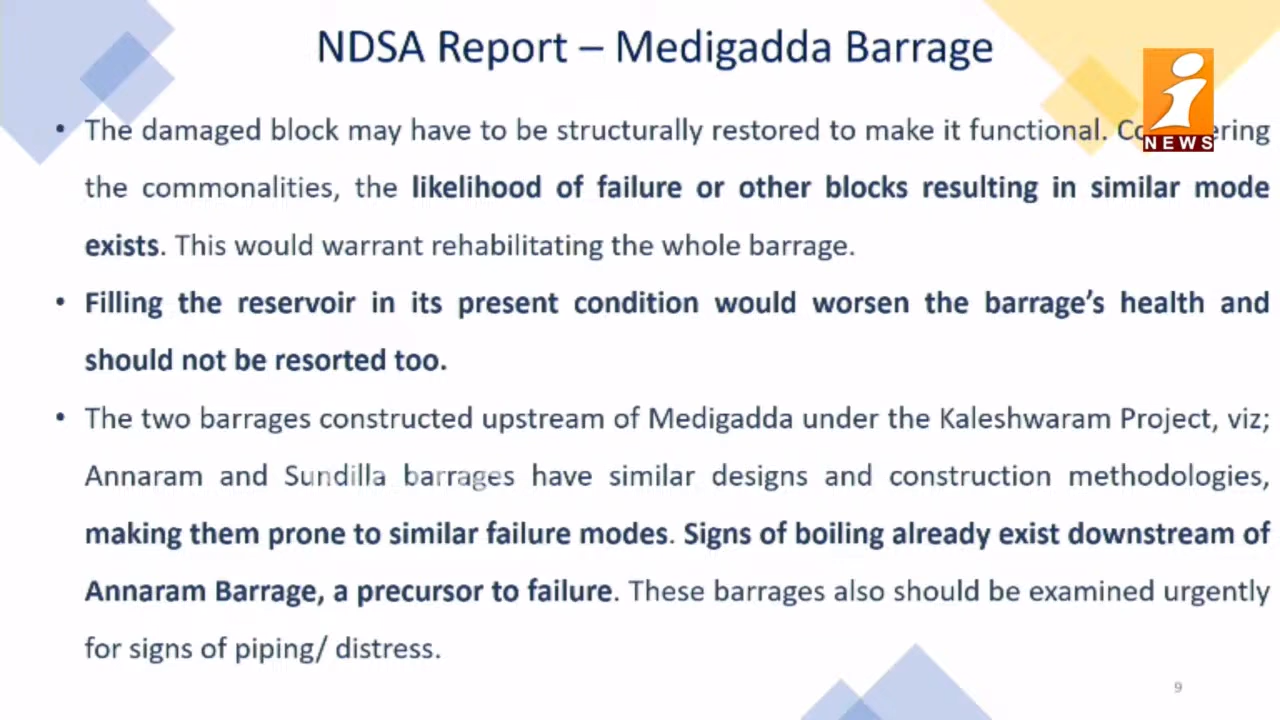 NDSA Report – Medigadda Barrage
• The damaged block may have to be structurally restored to make it functional.
the commonalities, the likelihood of failure or other blocks resulting in similar mode
exists. This would warrant rehabilitating the whole barrage.
• Filling the reservoir in its present condition would worsen the barrage’s health and
should not be resorted too.
• The two barrages constructed upstream of Medigadda under the Kaleshwaram Project, viz;
Annaram and Sundilla barrages have similar designs and construction methodologies,
making them prone to similar failure modes. Signs of boiling already exist downstream of
Annaram Barrage, a precursor to failure. These barrages also should be examined urgently
for signs of piping/ distress.
i
NEWS
9